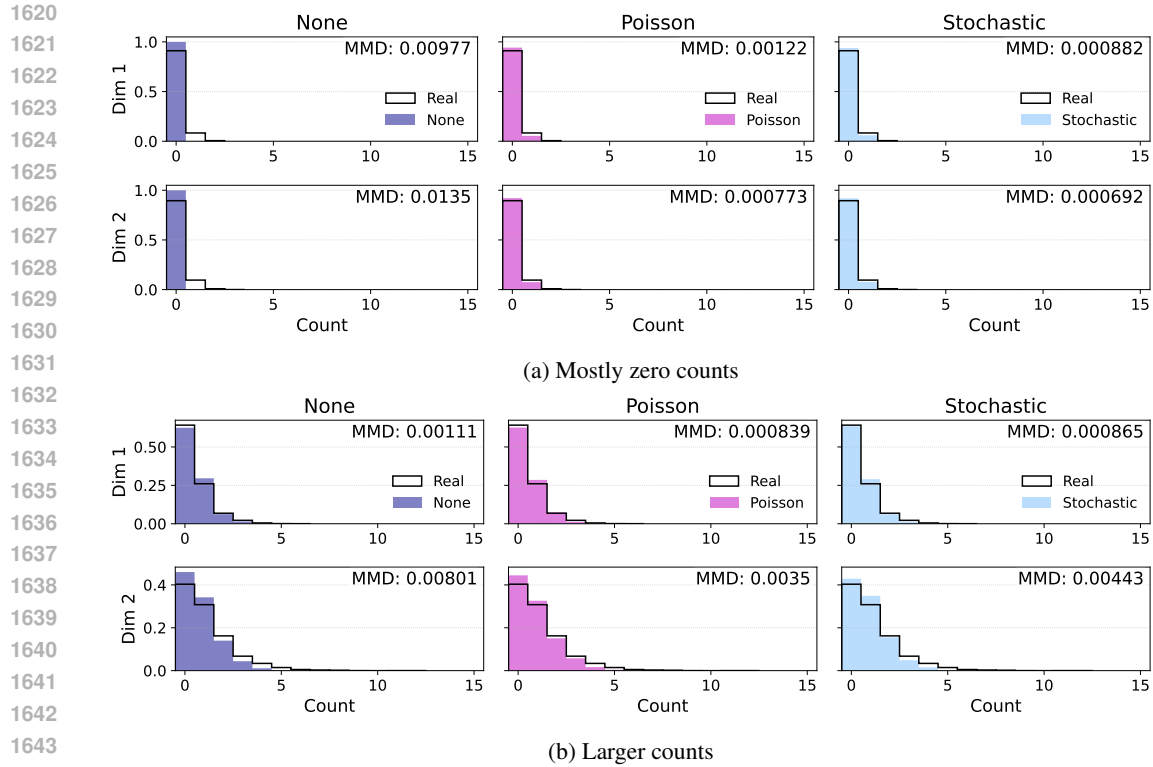 1620
1621
1622
1623
1624
1625
1626
1627
1628
1629
1630
1631
1632
1633
1634
1635
1636
1637
1638
1639
1640
1641
1642
1643
None Poisson Stochastic
Dim 1
1.0
0.5
0.0
MMD: 0.00977
Real
None
0 5 10 15
MMD: 0.00122
Real
Poisson
0 5 10 15
MMD: 0.000882
Real
Stochastic
0 5 10 15
Dim 2
1.0
0.5
0.0
MMD: 0.0135
0 5 10 15
Count
MMD: 0.000773
0 5 10 15
Count
MMD: 0.000692
0 5 10 15
Count
(a) Mostly zero counts
None Poisson Stochastic
Dim 1
0.50
0.25
0.00
MMD: 0.00111
Real
None
0 5 10 15
MMD: 0.000839
Real
Poisson
0 5 10 15
MMD: 0.000865
Real
Stochastic
0 5 10 15
Dim 2
0.4
0.2
0.0
MMD: 0.00801
0 5 10 15
Count
MMD: 0.0035
0 5 10 15
Count
MMD: 0.00443
0 5 10 15
Count
(b) Larger counts